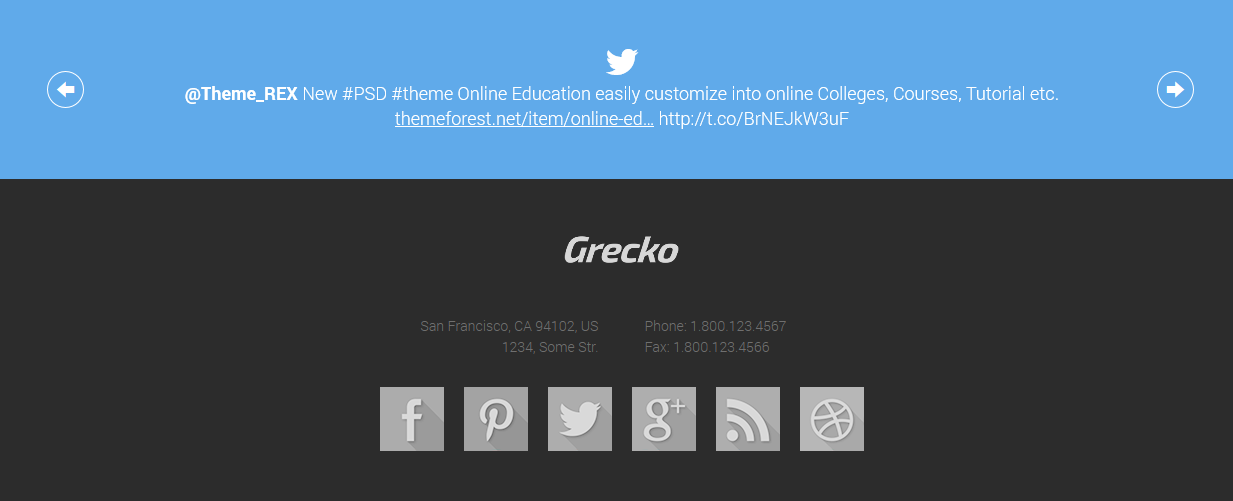 @Theme_REX New #PSD #theme Online Education easily customize into online Colleges, Courses, Tutorial etc.
themeforest.net/item/online-ed... http://t.co/BrNEJkW3uF
Grecko
San Francisco, CA 94102, US
1234, Some Str.
Phone: 1.800.123.4567
Fax: 1.800.123.4566